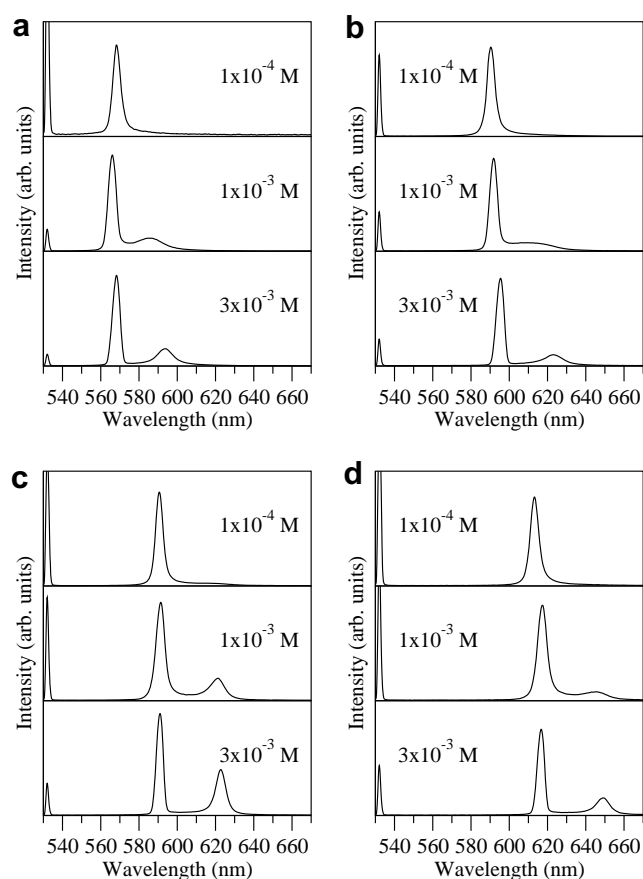 a
b
Intensity (arb. units)
1x10⁻⁴ M
1x10⁻³ M
3x10⁻³ M
540 560 580 600 620 640 660
Wavelength (nm)
Intensity (arb. units)
1x10⁻⁴ M
1x10⁻³ M
3x10⁻³ M
540 560 580 600 620 640 660
Wavelength (nm)
c
d
Intensity (arb. units)
1x10⁻⁴ M
1x10⁻³ M
3x10⁻³ M
540 560 580 600 620 640 660
Wavelength (nm)
Intensity (arb. units)
1x10⁻⁴ M
1x10⁻³ M
3x10⁻³ M
540 560 580 600 620 640 660
Wavelength (nm)